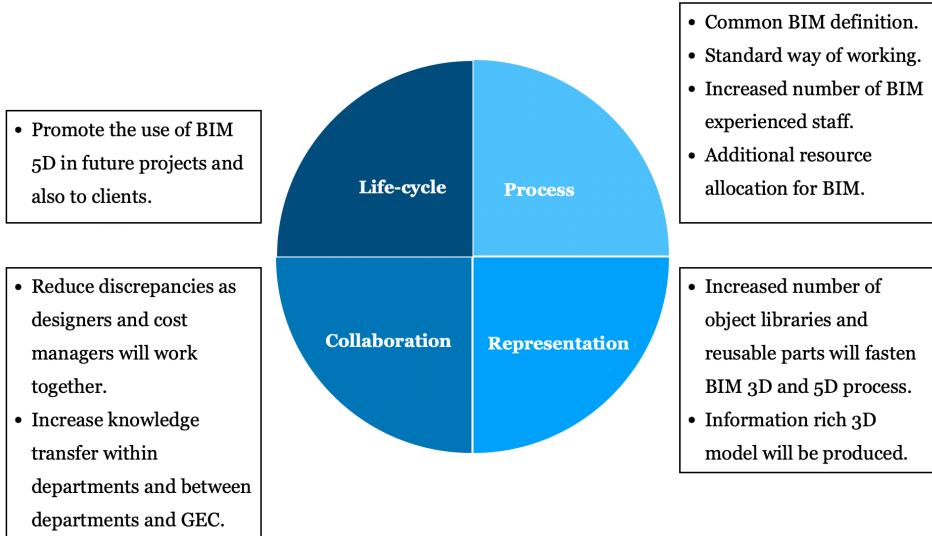 • Common BIM definition.
• Standard way of working.
• Increased number of BIM
experienced staff.
• Additional resource
allocation for BIM.
• Promote the use of BIM
5D in future projects and
also to clients.
Life-cycle
Process
• Reduce discrepancies as
designers and cost
managers will work
together.
• Increase knowledge
transfer within
departments and between
departments and GEC.
Collaboration
Representation
• Increased number of
object libraries and
reusable parts will fasten
BIM 3D and 5D process.
• Information rich 3D
model will be produced.